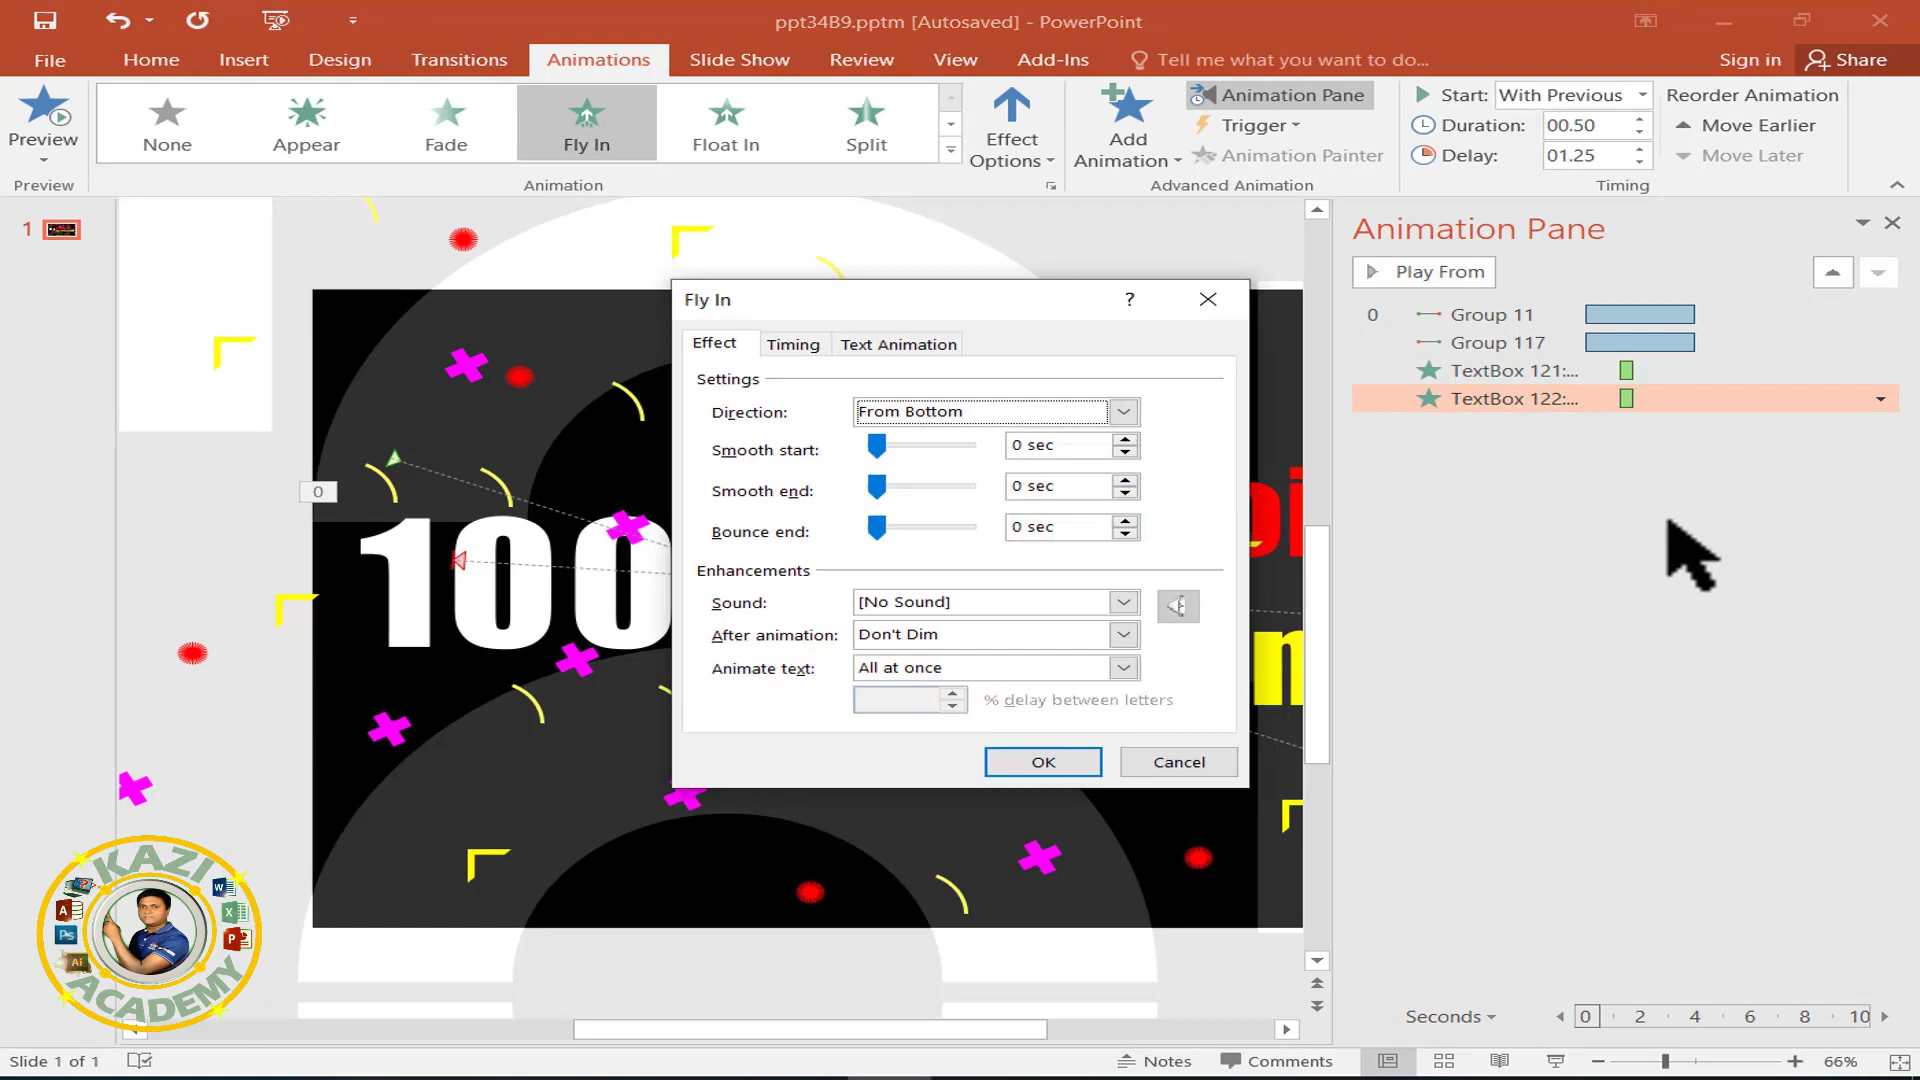 ppt34B9.pptm [Autosaved] - PowerPoint
File Home Insert Design Transitions Animations Slide Show Review View Add-Ins Tell me what you want to do... Sign in Share
Preview None Appear Fade Fly In Float In Split Effect Options Add Animation Animation Pane Trigger Animation Painter
Start: With Previous Reorder Animation
Duration: 00.50 Move Earlier
Delay: 01.25 Move Later
Preview Animation Advanced Animation Timing
1
Animation Pane
Play From
0 Group 11
Group 117
TextBox 121:...
TextBox 122:...
Fly In ?
Effect Timing Text Animation
Settings
Direction: From Bottom
Smooth start: 0 sec
Smooth end: 0 sec
Bounce end: 0 sec
Enhancements
Sound: [No Sound]
After animation: Don't Dim
Animate text: All at once
% delay between letters
OK Cancel
0
100
KAZI
ACADEMY
W
A
X
Ps
P
Ai
Seconds 0 2 4 6 8 10
Slide 1 of 1 Notes Comments 66%